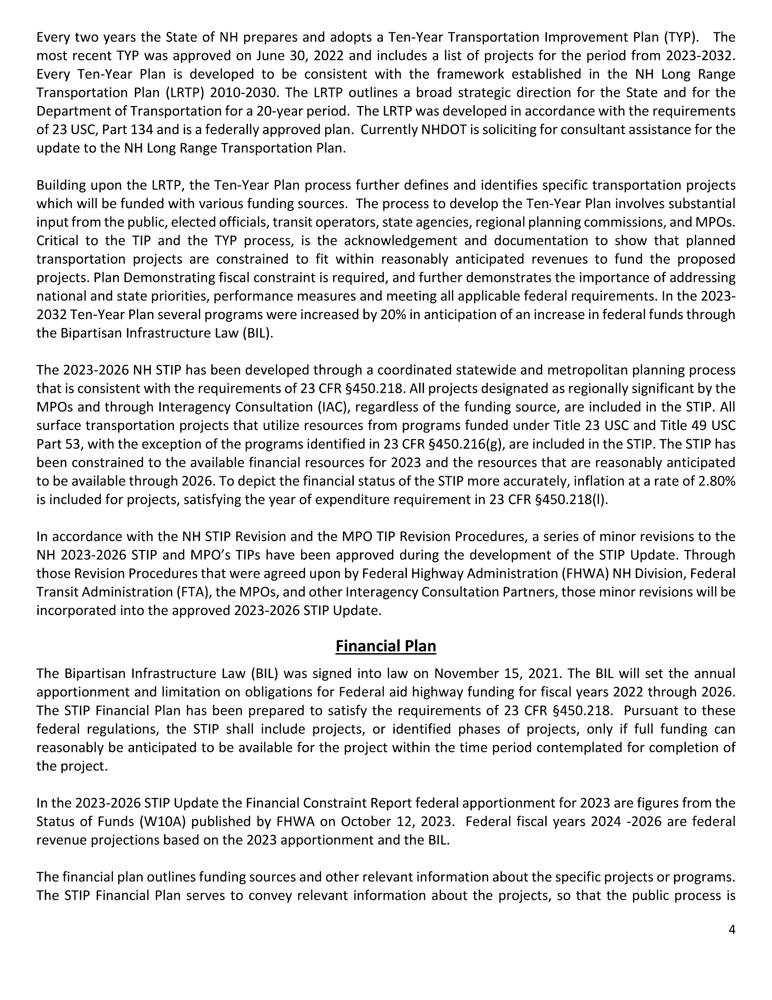 Every two years the State of NH prepares and adopts a Ten-Year Transportation Improvement Plan (TYP).   The
most recent TYP was approved on June 30, 2022 and includes a list of projects for the period from 2023-2032.
Every Ten-Year Plan is developed to be consistent with the framework established in the NH Long Range
Transportation Plan (LRTP) 2010-2030. The LRTP outlines a broad strategic direction for the State and for the
Department of Transportation for a 20-year period.  The LRTP was developed in accordance with the requirements
of 23 USC, Part 134 and is a federally approved plan.  Currently NHDOT is soliciting for consultant assistance for the
update to the NH Long Range Transportation Plan.
Building upon the LRTP, the Ten-Year Plan process further defines and identifies specific transportation projects
which will be funded with various funding sources.  The process to develop the Ten-Year Plan involves substantial
input from the public, elected officials, transit operators, state agencies, regional planning commissions, and MPOs.
Critical to the TIP and the TYP process, is the acknowledgement and documentation to show that planned
transportation projects are constrained to fit within reasonably anticipated revenues to fund the proposed
projects. Plan Demonstrating fiscal constraint is required, and further demonstrates the importance of addressing
national and state priorities, performance measures and meeting all applicable federal requirements. In the 2023-
2032 Ten-Year Plan several programs were increased by 20% in anticipation of an increase in federal funds through
the Bipartisan Infrastructure Law (BIL).
The 2023-2026 NH STIP has been developed through a coordinated statewide and metropolitan planning process
that is consistent with the requirements of 23 CFR §450.218. All projects designated as regionally significant by the
MPOs and through Interagency Consultation (IAC), regardless of the funding source, are included in the STIP. All
surface transportation projects that utilize resources from programs funded under Title 23 USC and Title 49 USC
Part 53, with the exception of the programs identified in 23 CFR §450.216(g), are included in the STIP. The STIP has
been constrained to the available financial resources for 2023 and the resources that are reasonably anticipated
to be available through 2026. To depict the financial status of the STIP more accurately, inflation at a rate of 2.80%
is included for projects, satisfying the year of expenditure requirement in 23 CFR §450.218(l).
In accordance with the NH STIP Revision and the MPO TIP Revision Procedures, a series of minor revisions to the
NH 2023-2026 STIP and MPO’s TIPs have been approved during the development of the STIP Update. Through
those Revision Procedures that were agreed upon by Federal Highway Administration (FHWA) NH Division, Federal
Transit Administration (FTA), the MPOs, and other Interagency Consultation Partners, those minor revisions will be
incorporated into the approved 2023-2026 STIP Update.
Financial Plan
The Bipartisan Infrastructure Law (BIL) was signed into law on November 15, 2021. The BIL will set the annual
apportionment and limitation on obligations for Federal aid highway funding for fiscal years 2022 through 2026.
The STIP Financial Plan has been prepared to satisfy the requirements of 23 CFR §450.218.  Pursuant to these
federal regulations, the STIP shall include projects, or identified phases of projects, only if full funding can
reasonably be anticipated to be available for the project within the time period contemplated for completion of
the project.
In the 2023-2026 STIP Update the Financial Constraint Report federal apportionment for 2023 are figures from the
Status of Funds (W10A) published by FHWA on October 12, 2023.  Federal fiscal years 2024 -2026 are federal
revenue projections based on the 2023 apportionment and the BIL.
The financial plan outlines funding sources and other relevant information about the specific projects or programs.
The STIP Financial Plan serves to convey relevant information about the projects, so that the public process is
4